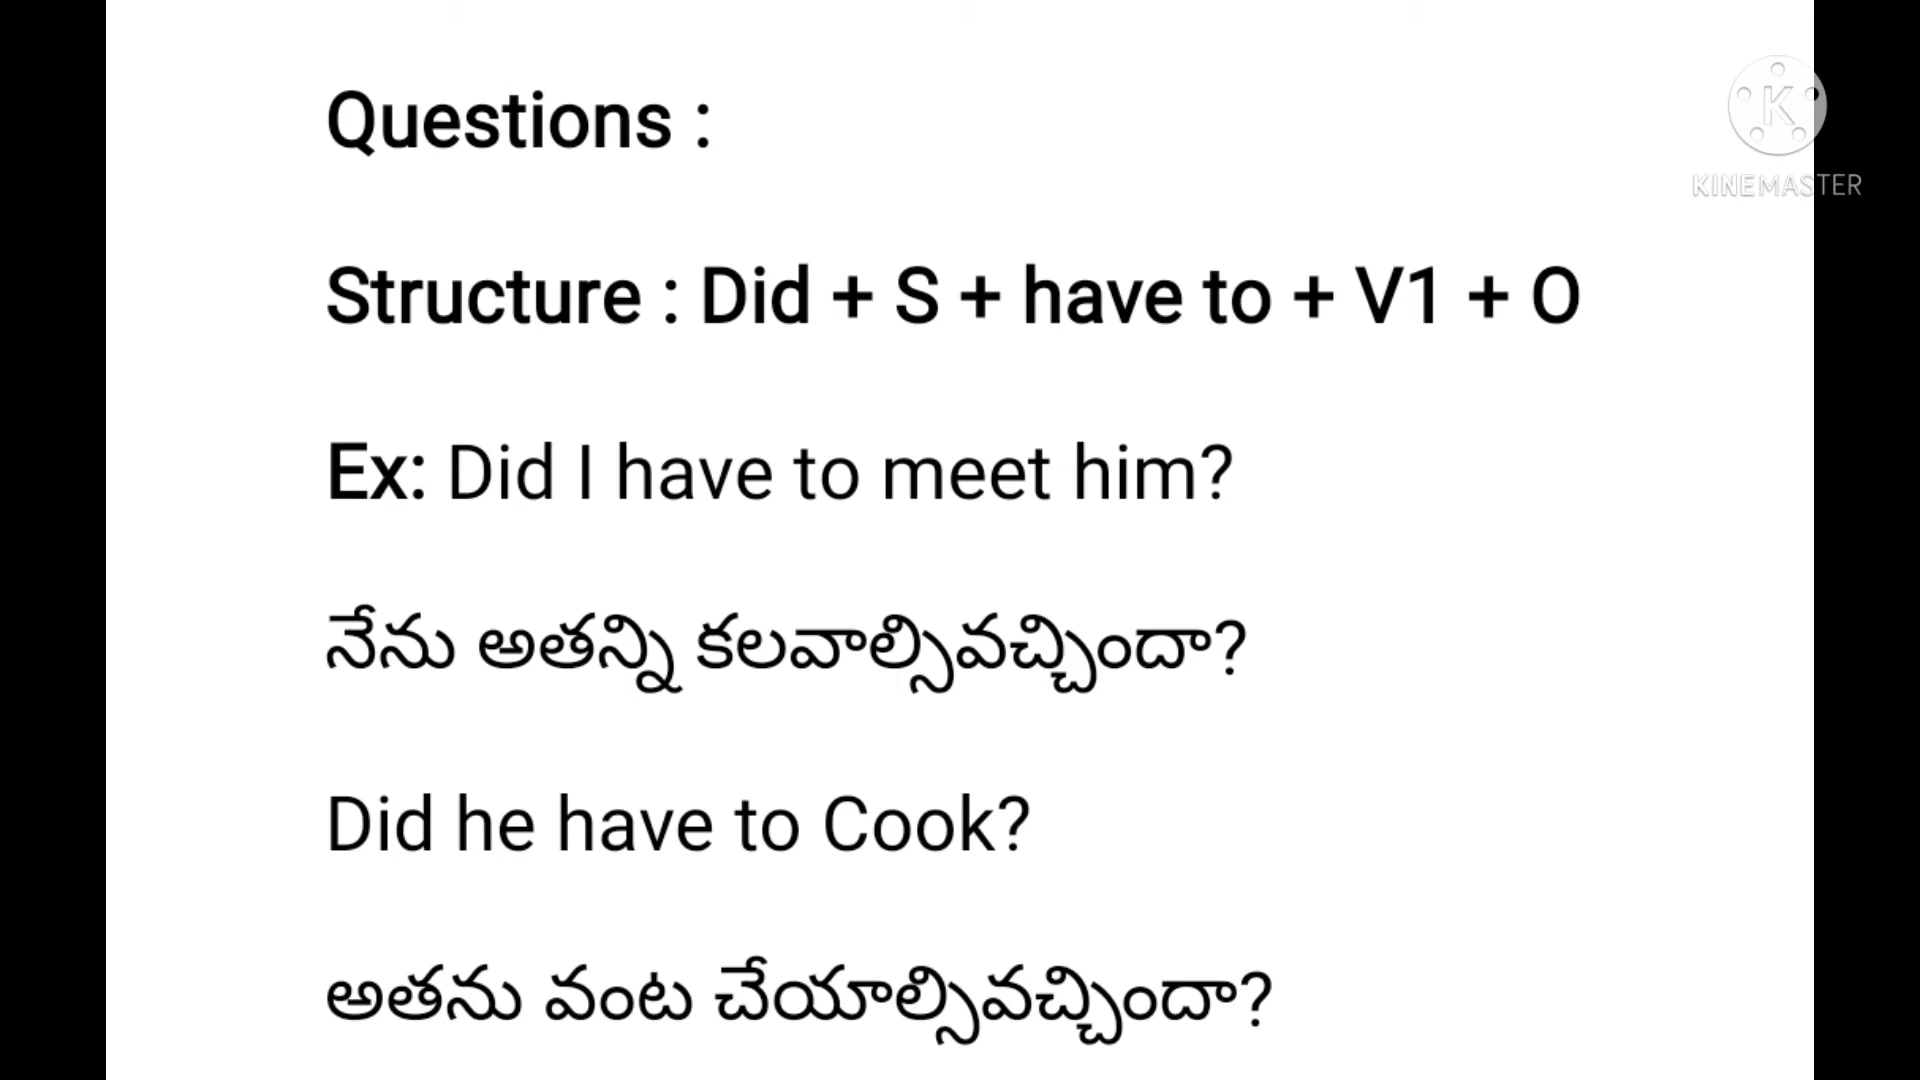 Questions :
K
KINEMASTER
Structure : Did + S + have to + V1 + O
Ex: Did I have to meet him?
నేను అతన్ని కలవాల్సివచ్చిందా?
Did he have to Cook?
అతను వంట చేయాల్సివచ్చిందా?